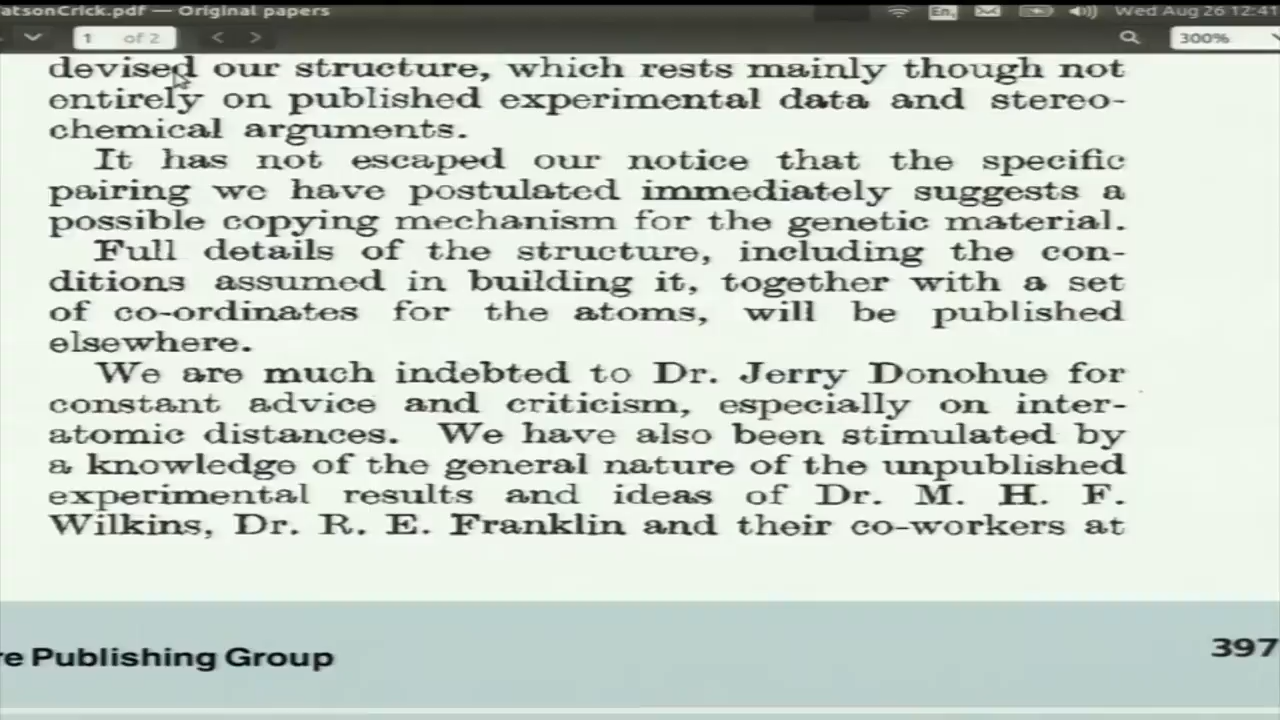 atsonCrick.pdf — Original papers
En
Wed Aug 26 12:41
1 of 2
300%
devised our structure, which rests mainly though not
entirely on published experimental data and stereo-
chemical arguments.
It has not escaped our notice that the specific
pairing we have postulated immediately suggests a
possible copying mechanism for the genetic material.
Full details of the structure, including the con-
ditions assumed in building it, together with a set
of co-ordinates for the atoms, will be published
elsewhere.
We are much indebted to Dr. Jerry Donohue for
constant advice and criticism, especially on inter-
atomic distances. We have also been stimulated by
a knowledge of the general nature of the unpublished
experimental results and ideas of Dr. M. H. F.
Wilkins, Dr. R. E. Franklin and their co-workers at
re Publishing Group
397